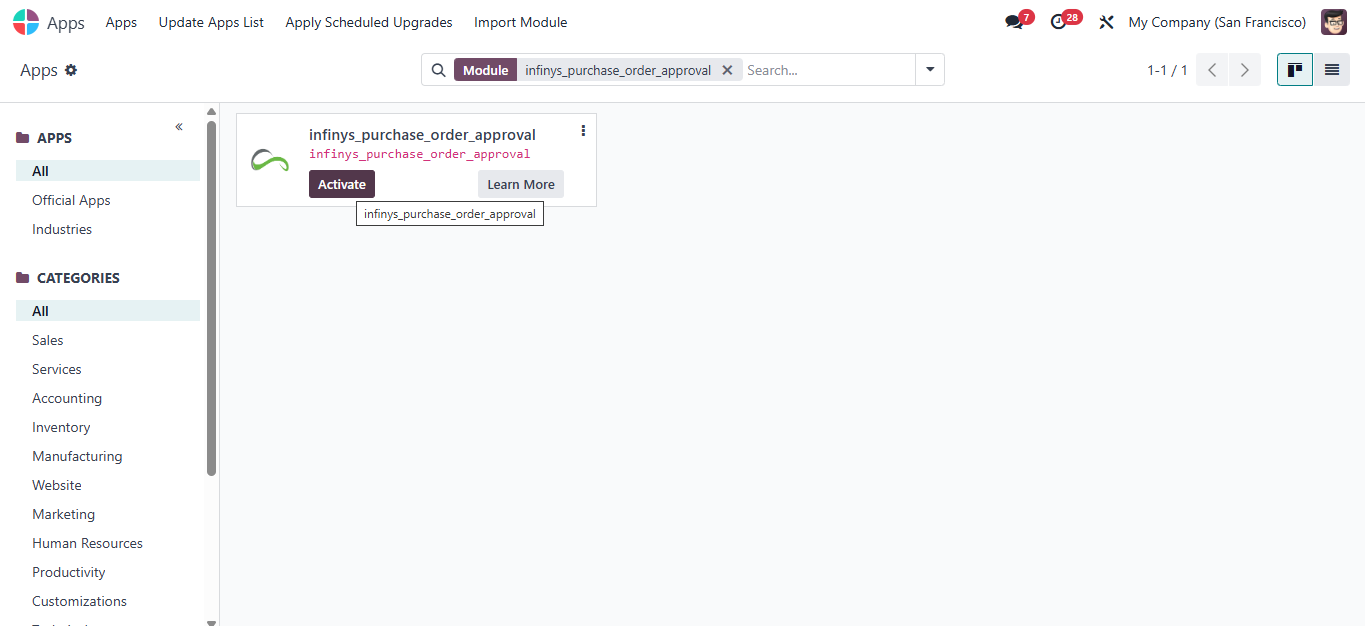 Apps Apps Update Apps List Apply Scheduled Upgrades Import Module 7 28 My Company (San Francisco)
Apps Module infinys_purchase_order_approval Search... 1-1 / 1
APPS
All
Official Apps
Industries
CATEGORIES
All
Sales
Services
Accounting
Inventory
Manufacturing
Website
Marketing
Human Resources
Productivity
Customizations
infinys_purchase_order_approval
infinys_purchase_order_approval
Activate Learn More
infinys_purchase_order_approval